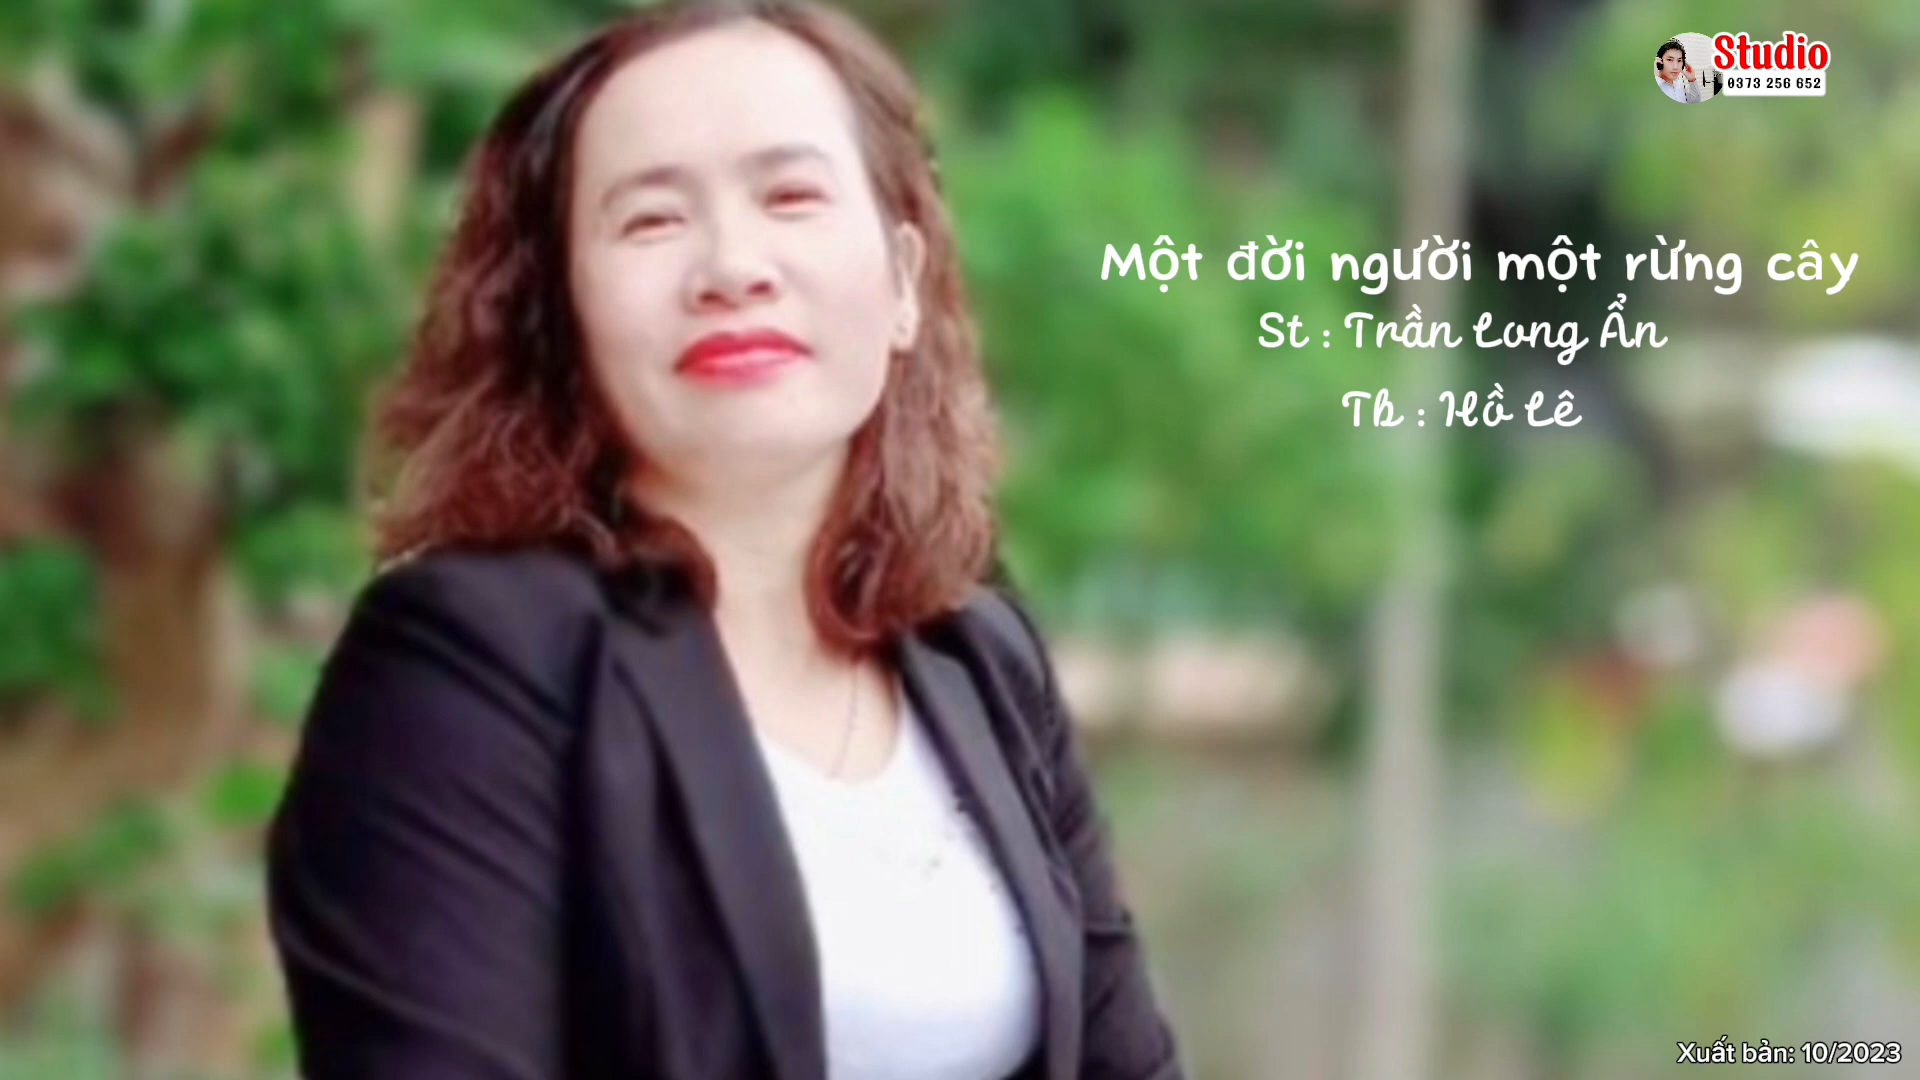 Studio
0373 256 652
Một đời người một rừng cây
St : Trần Long Ẩn
Tb : Hồ Lê
Xuất bản: 10/2023